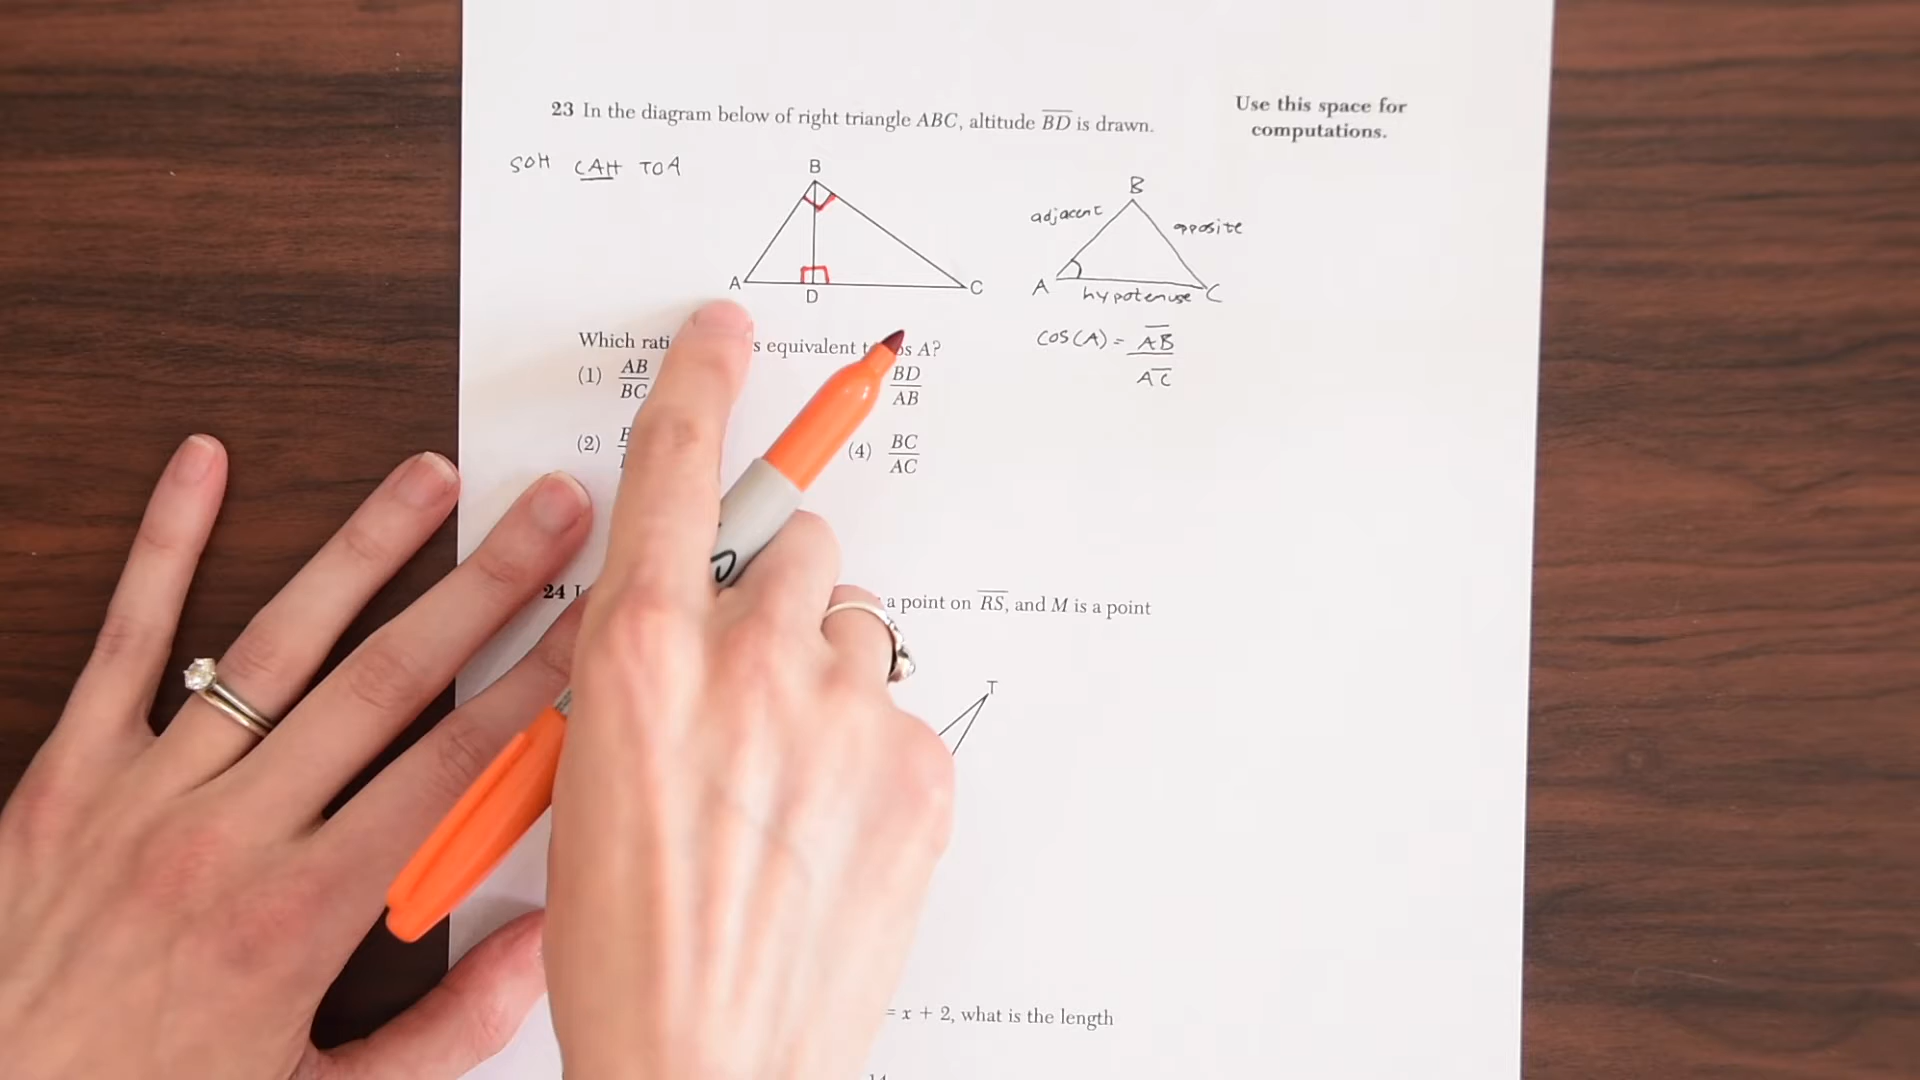 23 In the diagram below of right triangle ABC, altitude BD is drawn.
Use this space for
computations.
SOH CAH TOA
B
A
D
C
B
adjacent
opposite
A
hypotenuse
C
Which equivalent A?
COS(A) = AB
AC
(1) AB
BC
BD
AB
(2)
(4) BC
AC
24
a point on RS, and M is a point
T
= x + 2, what is the length